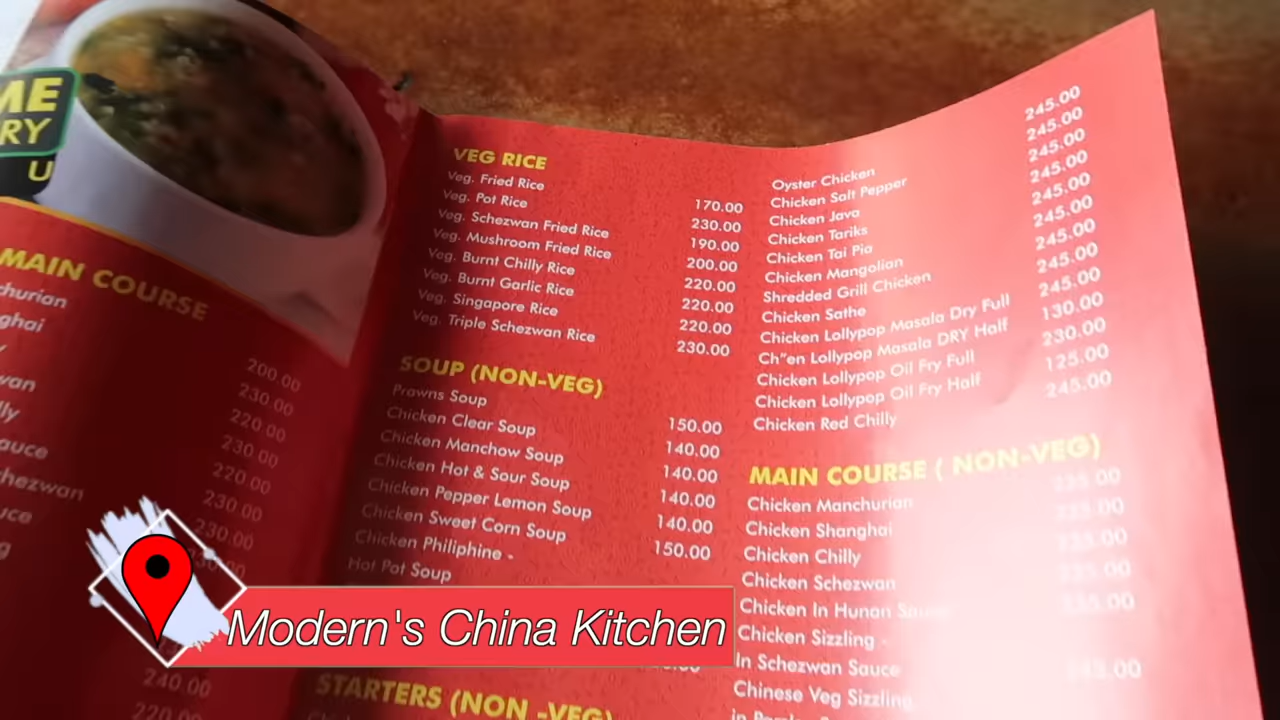 ME
RY
U
MAIN COURSE
churian
ghai
wan
lly
auce
hezwan
uce
g
200.00
230.00
220.00
230.00
220.00
230.00
230.00
240.00
220.00
VEG RICE
Veg. Fried Rice
Veg. Pot Rice 170.00
Veg. Schezwan Fried Rice 230.00
Veg. Mushroom Fried Rice 190.00
Veg. Burnt Chilly Rice 200.00
Veg. Burnt Garlic Rice 220.00
Veg. Singapore Rice 220.00
Veg. Triple Schezwan Rice 220.00
230.00
SOUP (NON-VEG)
Prawns Soup
Chicken Clear Soup 150.00
Chicken Manchow Soup 140.00
Chicken Hot & Sour Soup 140.00
Chicken Pepper Lemon Soup 140.00
Chicken Sweet Corn Soup 140.00
Chicken Philiphine - 150.00
Hot Pot Soup
STARTERS (NON -VEG)
245.00
245.00
Oyster Chicken 245.00
Chicken Salt Pepper 245.00
Chicken Java 245.00
Chicken Tariks 245.00
Chicken Tai Pia 245.00
Chicken Mangolian 245.00
Shredded Grill Chicken 245.00
Chicken Sathe 130.00
Chicken Lollypop Masala Dry Full 230.00
Ch"en Lollypop Masala DRY Half 125.00
Chicken Lollypop Oil Fry Full 245.00
Chicken Lollypop Oil Fry Half
Chicken Red Chilly
MAIN COURSE ( NON-VEG)
Chicken Manchurian
Chicken Shanghai
Chicken Chilly
Chicken Schezwan
Chicken In Hunan
Chicken Sizzling -
In Schezwan Sauce
Chinese Veg Sizzling
Modern's China Kitchen